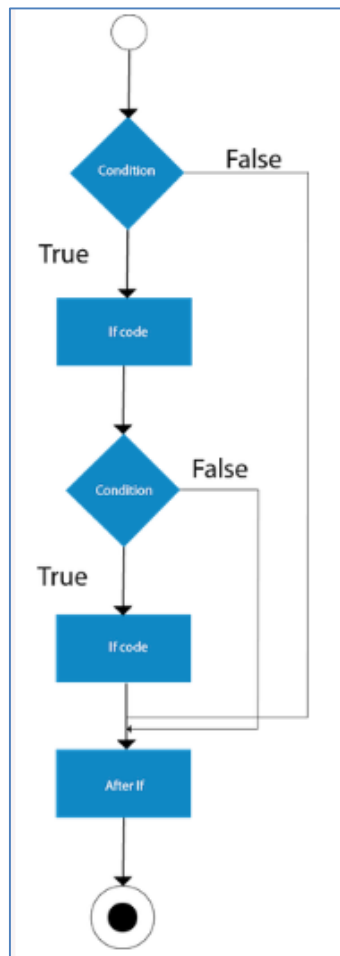 Condition
False
True
If code
Condition
False
True
If code
After If